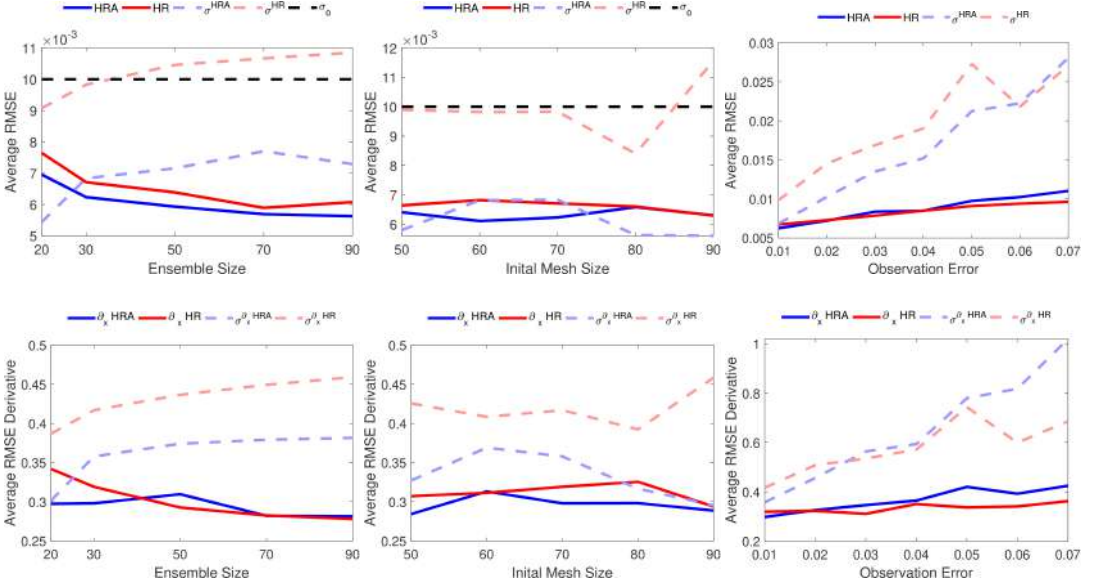 HRA HR σ^HRA σ^HR σ_0
×10^-3
11
10
9
8
7
6
5
20 30 50 70 90
Average RMSE
Ensemble Size
HRA HR σ^HRA σ^HR σ_0
×10^-3
12
11
10
9
8
7
6
50 60 70 80 90
Average RMSE
Inital Mesh Size
HRA HR σ^HRA σ^HR
0.03
0.025
0.02
0.015
0.01
0.005
0.01 0.02 0.03 0.04 0.05 0.06 0.07
Average RMSE
Observation Error
∂_x HRA ∂_x HR σ^∂_x HRA σ^∂_x HR
0.5
0.45
0.4
0.35
0.3
0.25
20 30 50 70 90
Average RMSE Derivative
Ensemble Size
∂_x HRA ∂_x HR σ^∂_x HRA σ^∂_x HR
0.5
0.45
0.4
0.35
0.3
0.25
50 60 70 80 90
Average RMSE Derivative
Inital Mesh Size
∂_x HRA ∂_x HR σ^∂_x HRA σ^∂_x HR
1
0.8
0.6
0.4
0.2
0.01 0.02 0.03 0.04 0.05 0.06 0.07
Average RMSE Derivative
Observation Error